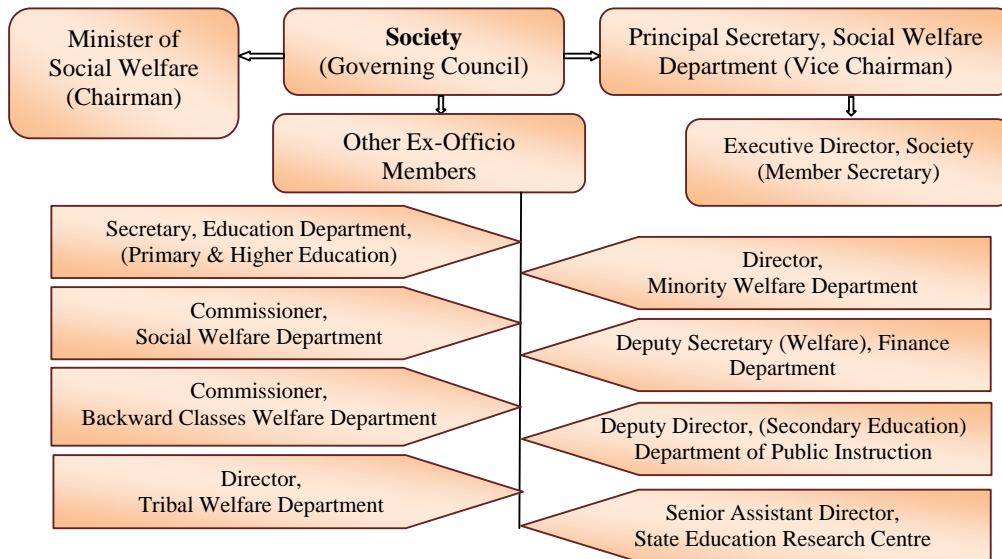 Minister of
Social Welfare
(Chairman)
Society
(Governing Council)
Principal Secretary, Social Welfare
Department (Vice Chairman)
Other Ex-Officio
Members
Executive Director, Society
(Member Secretary)
Secretary, Education Department,
(Primary & Higher Education)
Director,
Minority Welfare Department
Commissioner,
Social Welfare Department
Deputy Secretary (Welfare), Finance
Department
Commissioner,
Backward Classes Welfare Department
Deputy Director, (Secondary Education)
Department of Public Instruction
Director,
Tribal Welfare Department
Senior Assistant Director,
State Education Research Centre